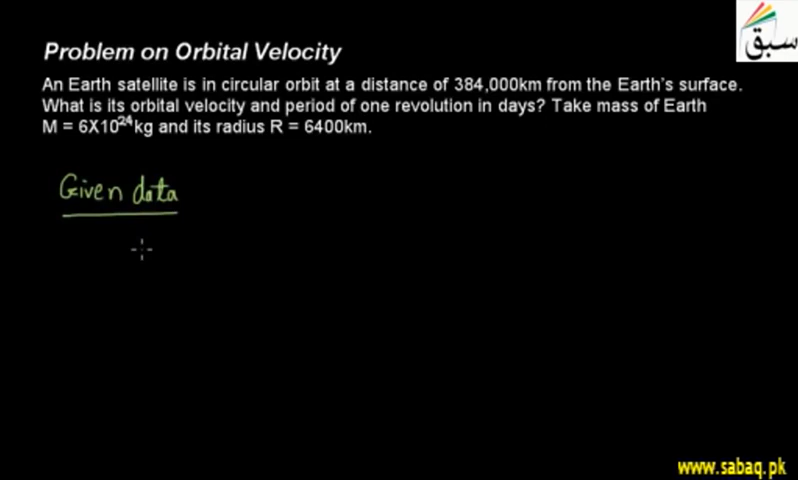 سبق
Problem on Orbital Velocity
An Earth satellite is in circular orbit at a distance of 384,000km from the Earth's surface.
What is its orbital velocity and period of one revolution in days? Take mass of Earth
M = 6X10²⁴kg and its radius R = 6400km.
Given data
www.sabaq.pk